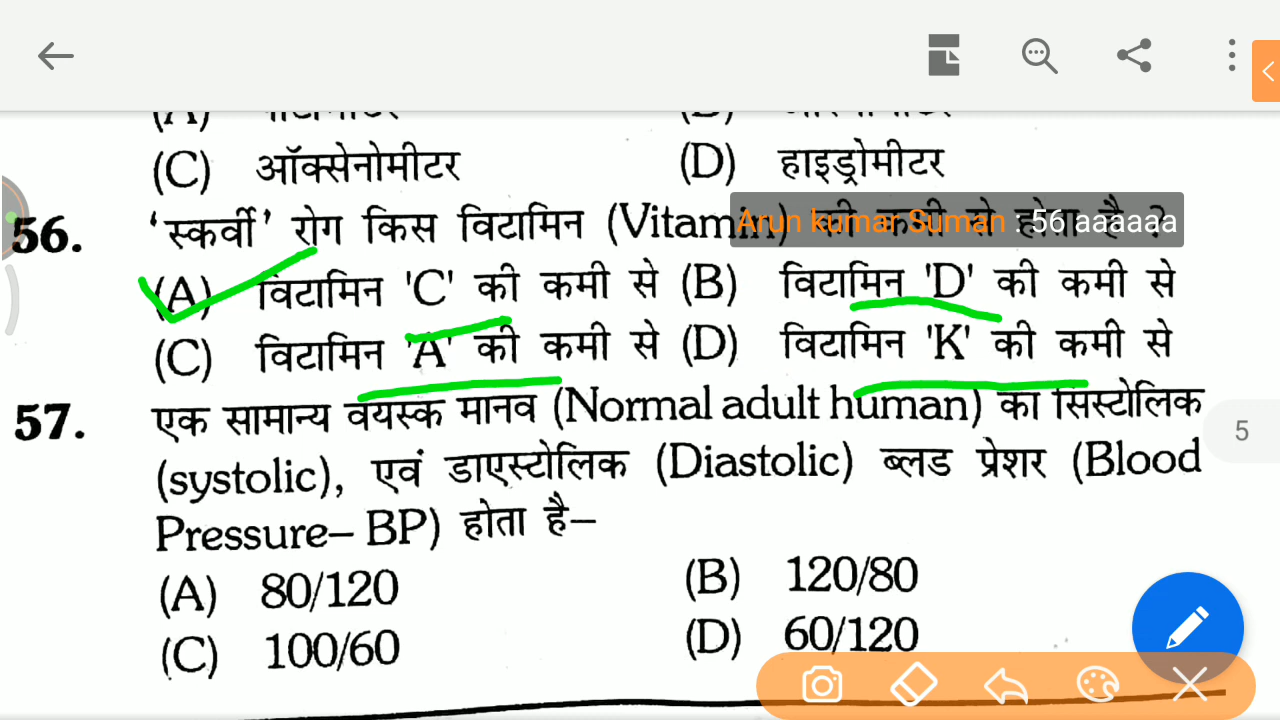 (C) ऑक्सेनोमीटर (D) हाइड्रोमीटर
56. 'स्कर्वी' रोग किस विटामिन (Vitamin) की कमी से होता है ?
Arun kumar Suman : 56 aaaaaa
(A) विटामिन 'C' की कमी से (B) विटामिन 'D' की कमी से
(C) विटामिन 'A' की कमी से (D) विटामिन 'K' की कमी से
57. एक सामान्य वयस्क मानव (Normal adult human) का सिस्टोलिक
(systolic), एवं डाएस्टोलिक (Diastolic) ब्लड प्रेशर (Blood
Pressure– BP) होता है–
5
(A) 80/120 (B) 120/80
(C) 100/60 (D) 60/120